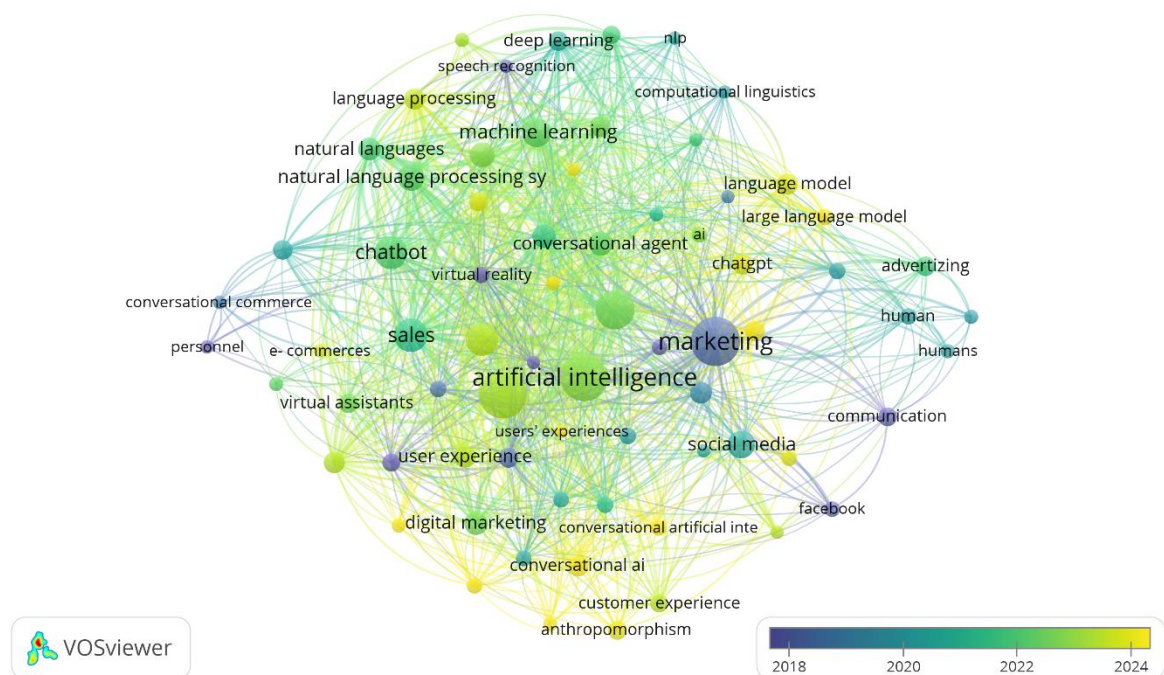 deep learning
nlp
speech recognition
computational linguistics
language processing
machine learning
natural languages
natural language processing sy
language model
large language model
conversational agent
ai
chatbot
chatgpt
advertizing
virtual reality
conversational commerce
human
sales
marketing
personnel
e- commerces
humans
artificial intelligence
virtual assistants
communication
users' experiences
social media
user experience
facebook
digital marketing
conversational artificial inte
conversational ai
customer experience
anthropomorphism
VOSviewer
2018 2020 2022 2024